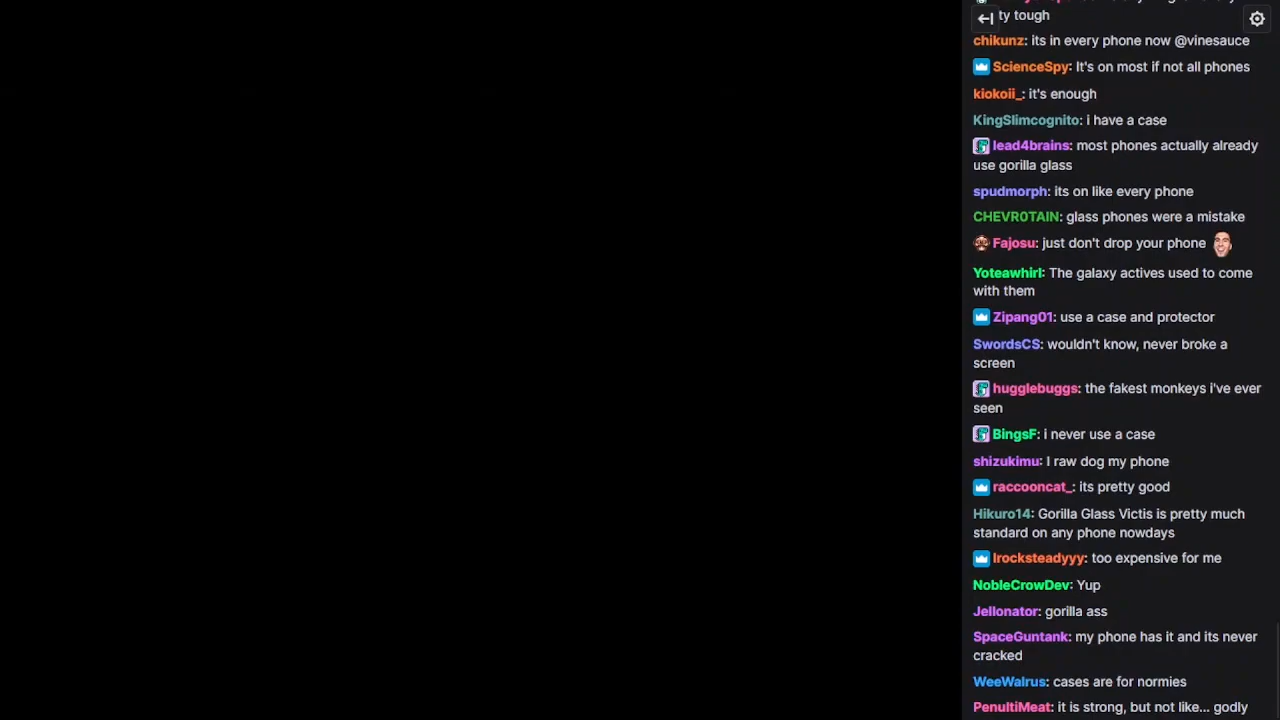 ty tough
chikunz: its in every phone now @vinesauce
ScienceSpy: It's on most if not all phones
kiokoii_: it's enough
KingSlimcognito: i have a case
lead4brains: most phones actually already
use gorilla glass
spudmorph: its on like every phone
CHEVR0TAIN: glass phones were a mistake
Fajosu: just don't drop your phone
Yoteawhirl: The galaxy actives used to come
with them
Zipang01: use a case and protector
SwordsCS: wouldn't know, never broke a
screen
hugglebuggs: the fakest monkeys i've ever
seen
BingsF: i never use a case
shizukimu: I raw dog my phone
raccooncat_: its pretty good
Hikuro14: Gorilla Glass Victis is pretty much
standard on any phone nowdays
Irocksteadyyy: too expensive for me
NobleCrowDev: Yup
Jellonator: gorilla ass
SpaceGuntank: my phone has it and its never
cracked
WeeWalrus: cases are for normies
PenultiMeat: it is strong, but not like... godly